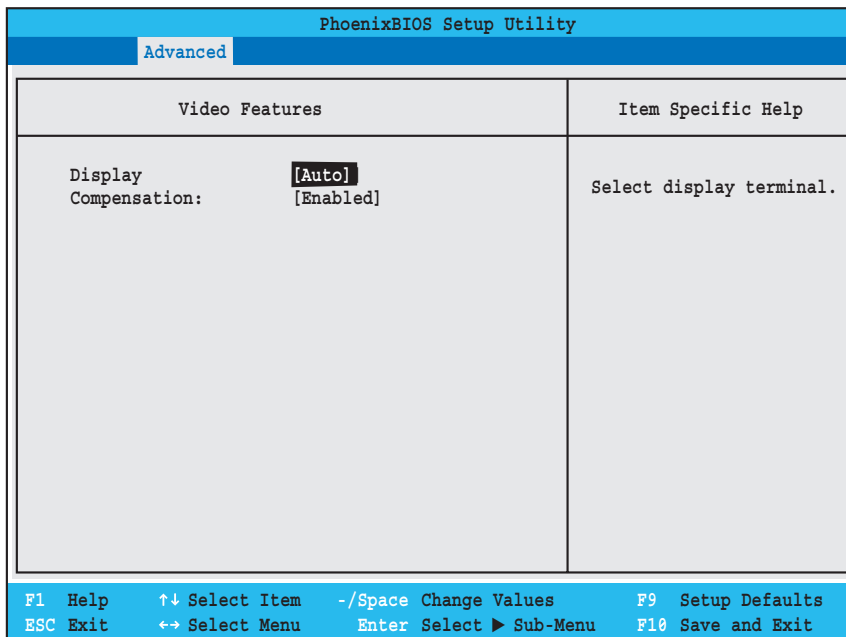 PhoenixBIOS Setup Utility
Advanced
Video Features
Item Specific Help
Display [Auto]
Compensation: [Enabled]
Select display terminal.
F1 Help ↑↓ Select Item -/Space Change Values F9 Setup Defaults
ESC Exit ←→ Select Menu Enter Select ▶ Sub-Menu F10 Save and Exit